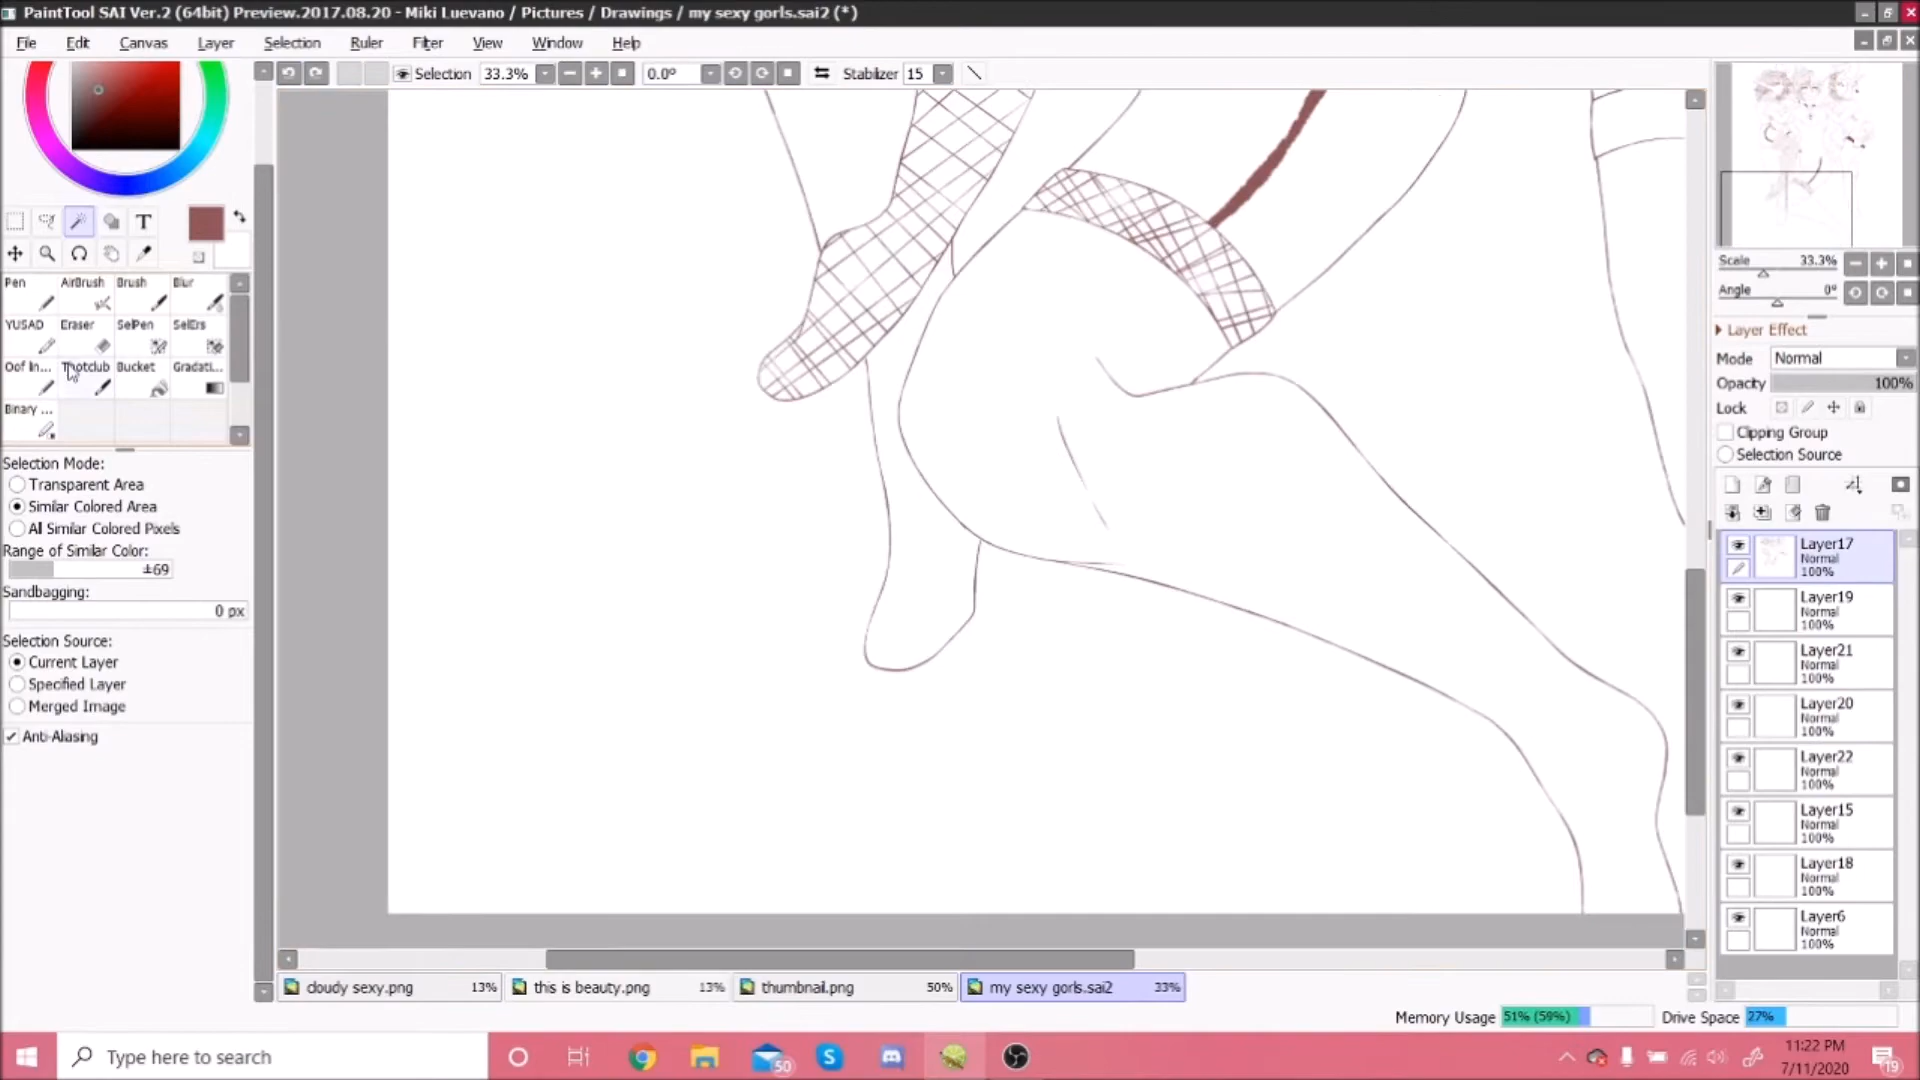 PaintTool SAI Ver.2 (64bit) Preview.2017.08.20 - Miki Luevano / Pictures / Drawings / my sexy gorls.sai2 (*)
File Edit Canvas Layer Selection Ruler Filter View Window Help
Selection 33.3% 0.0º Stabilizer 15
T
Pen AirBrush Brush Blur
YUSAD Eraser SelPen SelErs
Oof In... Thotclub Bucket Gradati...
Binary ...
Selection Mode:
Transparent Area
Similar Colored Area
All Similar Colored Pixels
Range of Similar Color:
±69
Sandbagging:
0 px
Selection Source:
Current Layer
Specified Layer
Merged Image
Anti-Aliasing
Scale 33.3%
Angle 0º
Layer Effect
Mode Normal
Opacity 100%
Lock
Clipping Group
Selection Source
Layer17
Normal
100%
Layer19
Normal
100%
Layer21
Normal
100%
Layer20
Normal
100%
Layer22
Normal
100%
Layer15
Normal
100%
Layer18
Normal
100%
Layer6
Normal
100%
cloudy sexy.png 13% this is beauty.png 13% thumbnail.png 50% my sexy gorls.sai2 33%
Memory Usage 51% (59%) Drive Space 27%
Type here to search
50
11:22 PM
7/11/2020
19